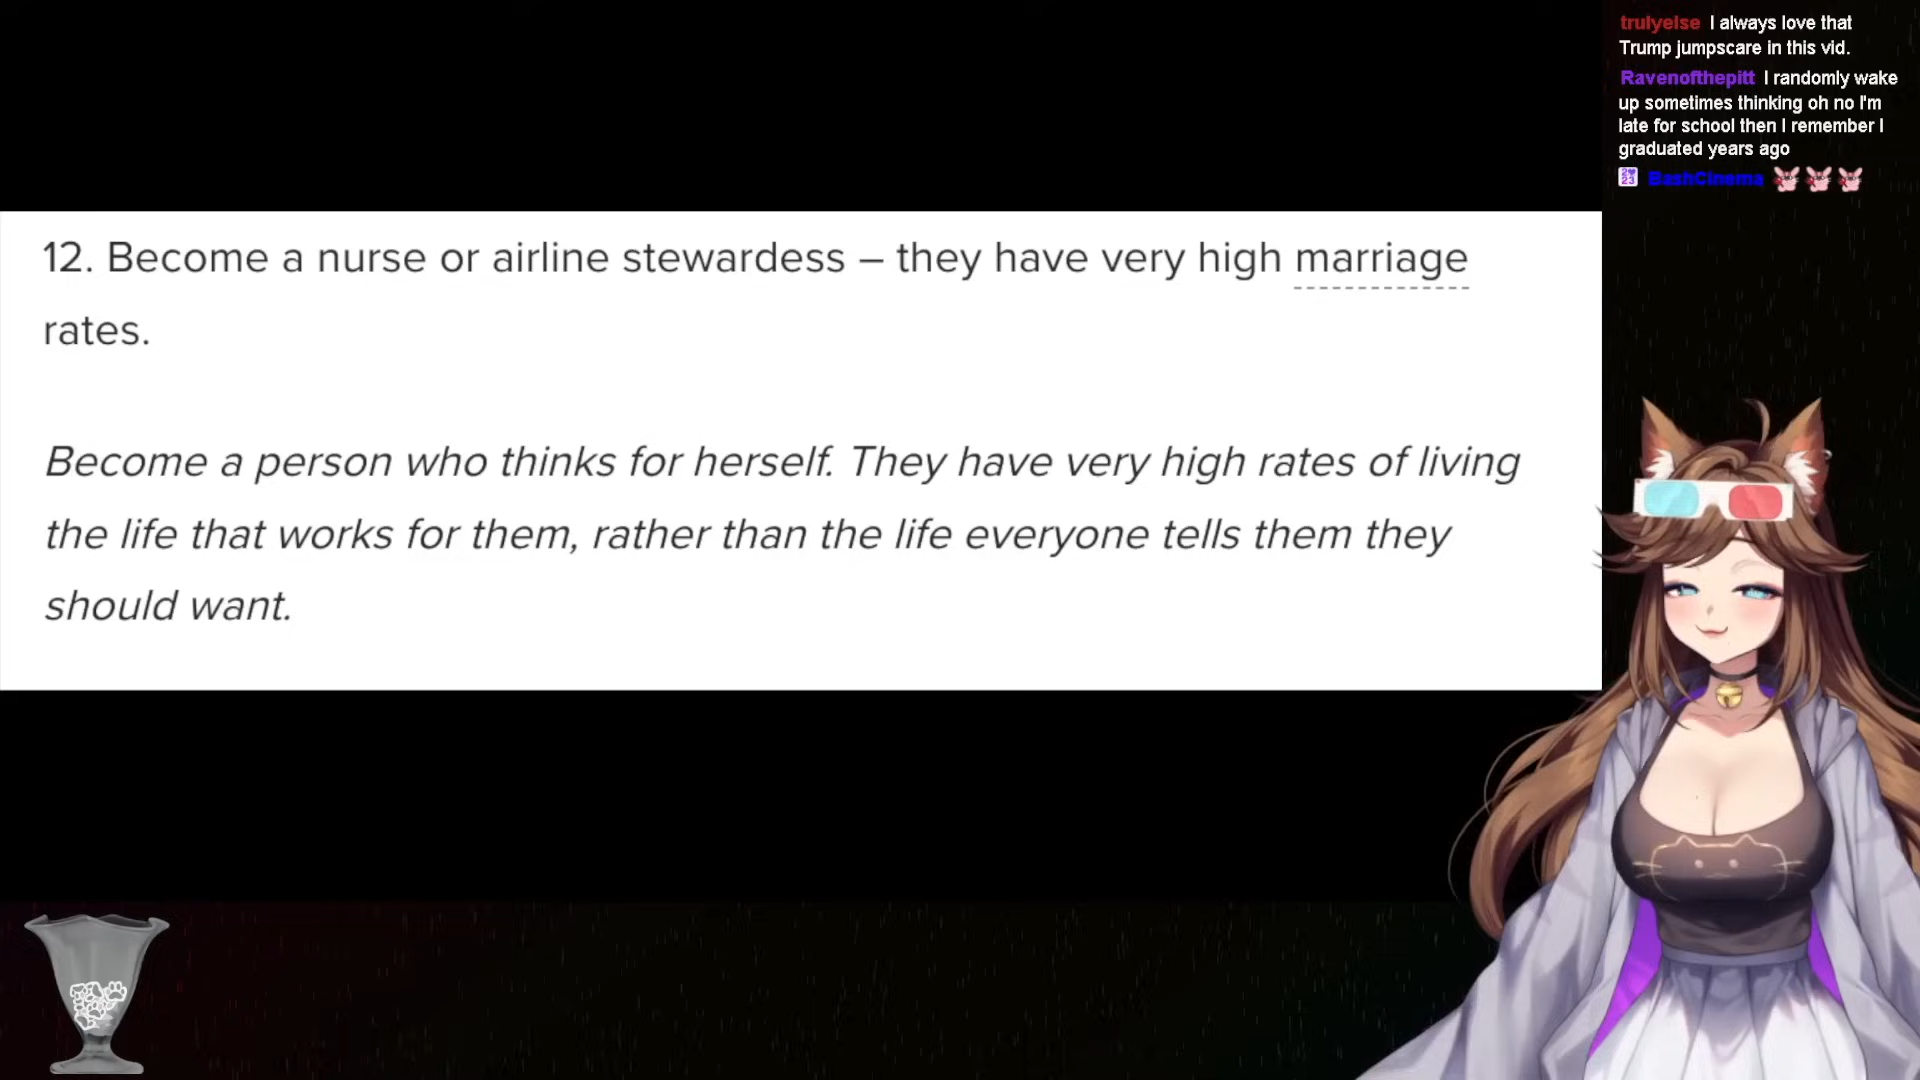 trulyelse I always love that
Trump jumpscare in this vid.
Ravenofthepitt I randomly wake
up sometimes thinking oh no I'm
late for school then I remember I
graduated years ago
BashCinema
12. Become a nurse or airline stewardess – they have very high marriage
rates.
Become a person who thinks for herself. They have very high rates of living
the life that works for them, rather than the life everyone tells them they
should want.